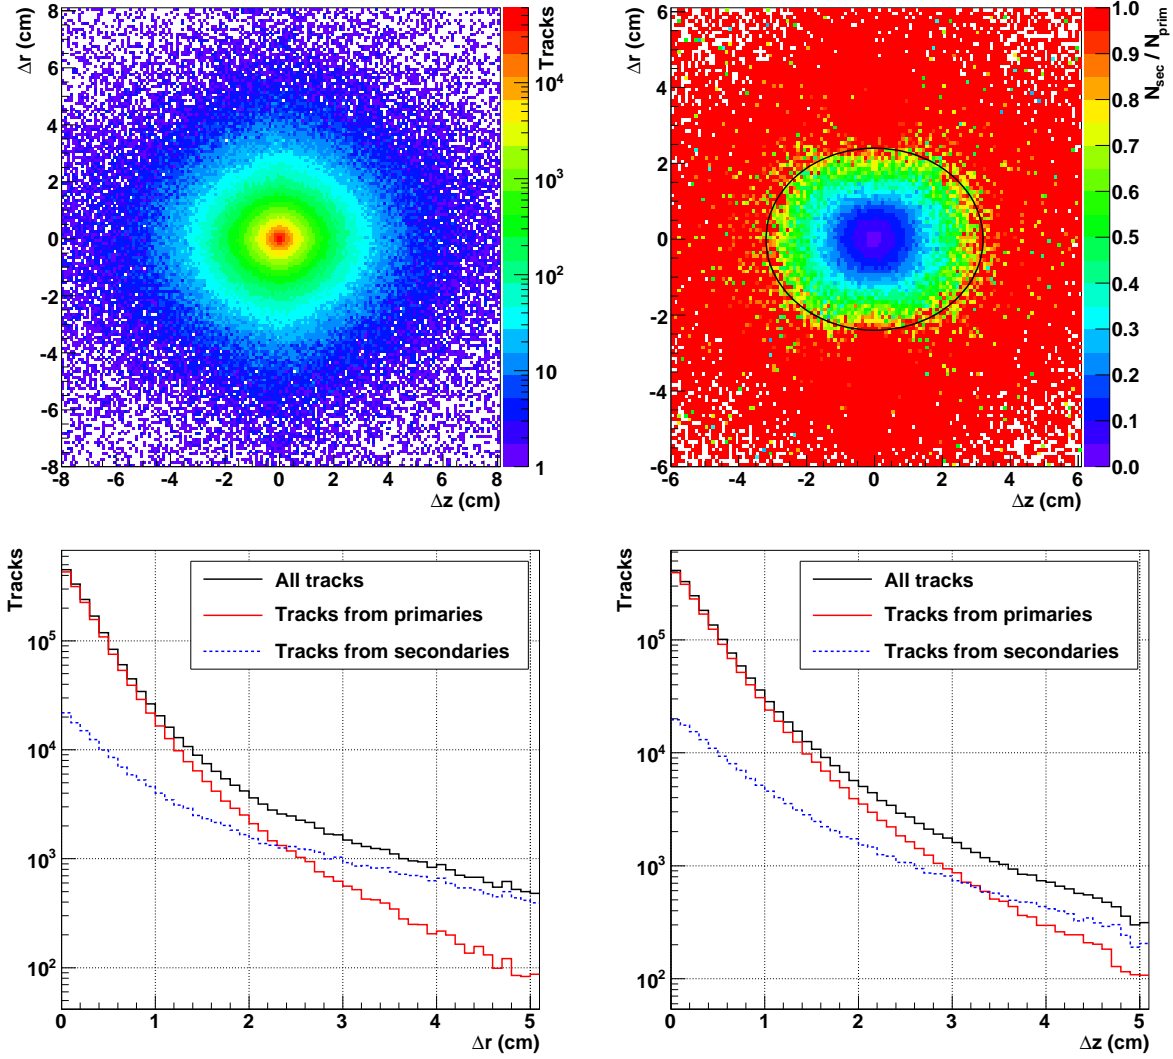 Δr (cm)
8
6
4
2
0
-2
-4
-6
-8
-8 -6 -4 -2 0 2 4 6 8
Δz (cm)
Tracks
10^4
10^3
10^2
10
1
Δr (cm)
6
4
2
0
-2
-4
-6
-6 -4 -2 0 2 4 6
Δz (cm)
N_sec / N_prim
1.0
0.9
0.8
0.7
0.6
0.5
0.4
0.3
0.2
0.1
0.0
Tracks
10^5
10^4
10^3
10^2
All tracks
Tracks from primaries
Tracks from secondaries
0 1 2 3 4 5
Δr (cm)
Tracks
10^5
10^4
10^3
10^2
All tracks
Tracks from primaries
Tracks from secondaries
0 1 2 3 4 5
Δz (cm)